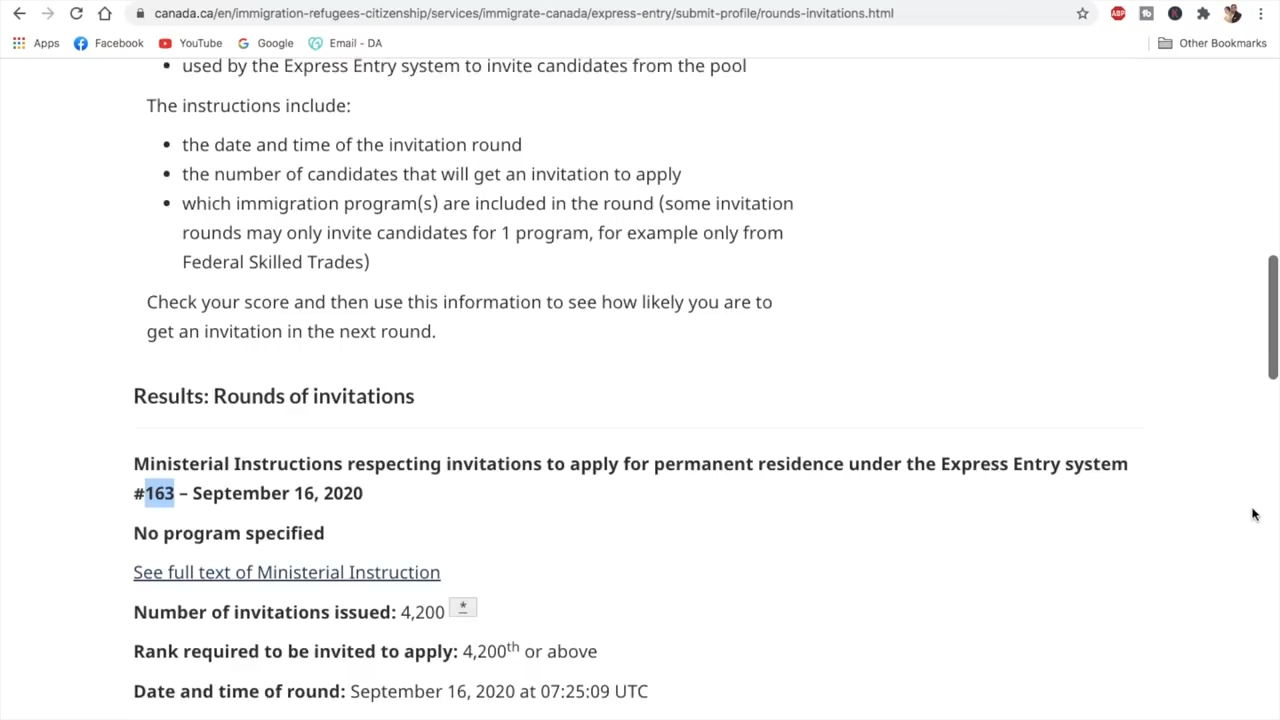 canada.ca/en/immigration-refugees-citizenship/services/immigrate-canada/express-entry/submit-profile/rounds-invitations.html
ABP
K
Apps Facebook YouTube Google Email - DA Other Bookmarks
• used by the Express Entry system to invite candidates from the pool
The instructions include:
• the date and time of the invitation round
• the number of candidates that will get an invitation to apply
• which immigration program(s) are included in the round (some invitation
rounds may only invite candidates for 1 program, for example only from
Federal Skilled Trades)
Check your score and then use this information to see how likely you are to
get an invitation in the next round.
Results: Rounds of invitations
Ministerial Instructions respecting invitations to apply for permanent residence under the Express Entry system
#163 – September 16, 2020
No program specified
See full text of Ministerial Instruction
Number of invitations issued: 4,200 *
Rank required to be invited to apply: 4,200th or above
Date and time of round: September 16, 2020 at 07:25:09 UTC